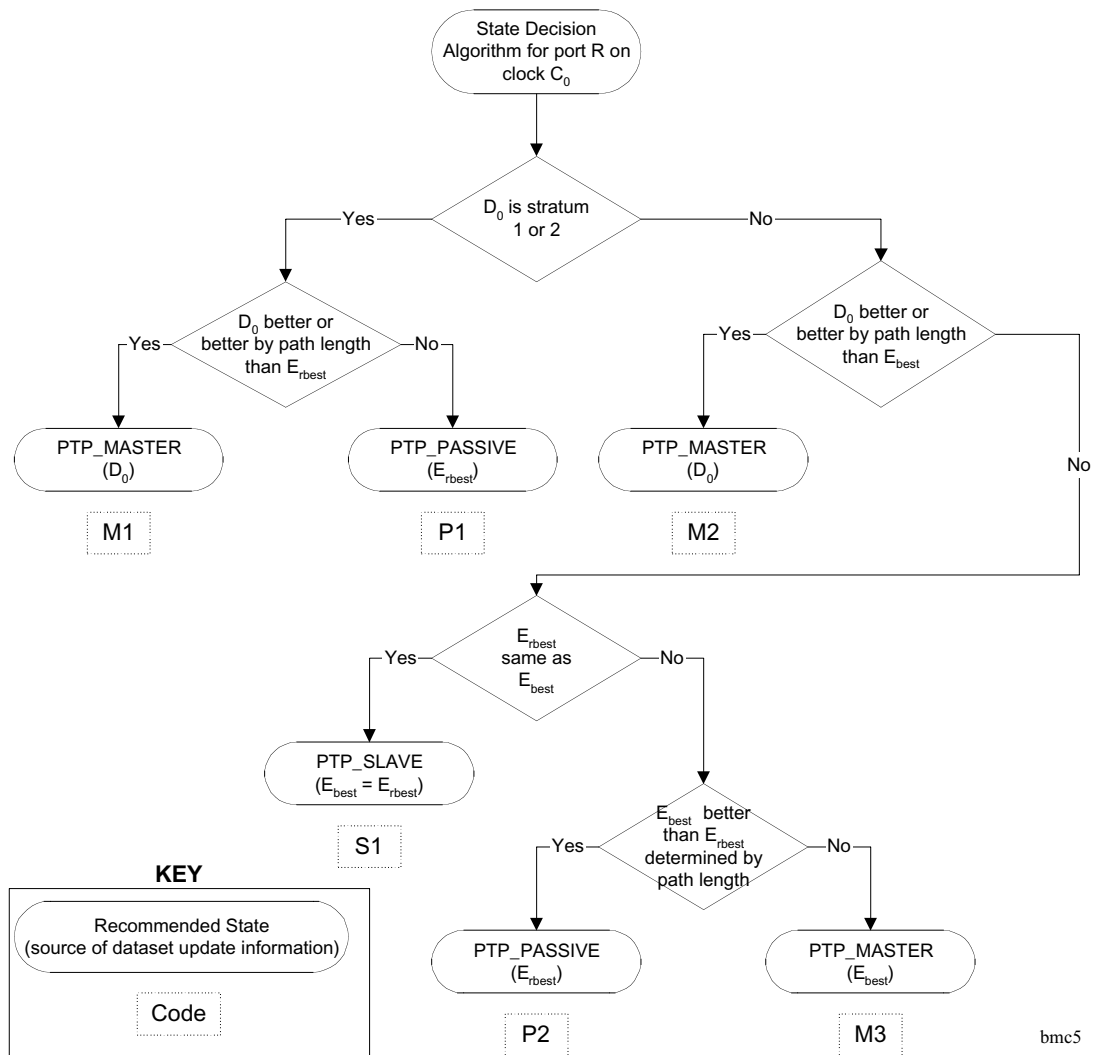 State Decision
Algorithm for port R on
clock C0
D0 is stratum
1 or 2
Yes
No
D0 better or
better by path length
than Erbest
Yes
No
D0 better or
better by path length
than Ebest
Yes
No
PTP_MASTER
(D0)
M1
PTP_PASSIVE
(Erbest)
P1
PTP_MASTER
(D0)
M2
Erbest
same as
Ebest
Yes
No
PTP_SLAVE
(Ebest = Erbest)
S1
Ebest better
than Erbest
determined by
path length
Yes
No
PTP_PASSIVE
(Erbest)
P2
PTP_MASTER
(Ebest)
M3
KEY
Recommended State
(source of dataset update information)
Code
bmc5